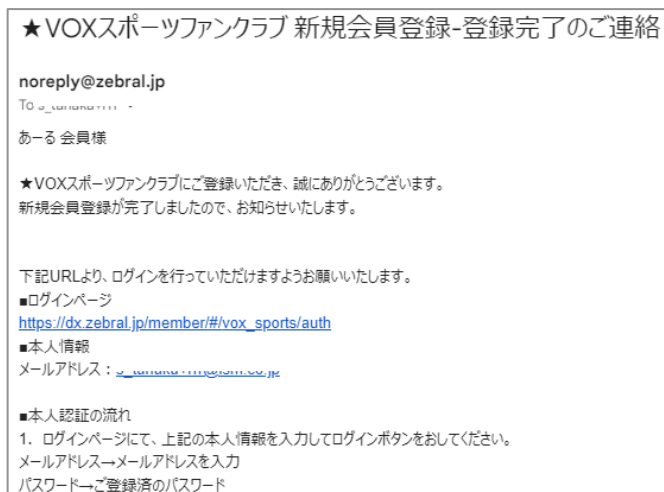 ★VOXスポーツファンクラブ 新規会員登録-登録完了のご連絡
noreply@zebral.jp
To
あーる 会員様
★VOXスポーツファンクラブにご登録いただき、誠にありがとうございます。
新規会員登録が完了しましたので、お知らせいたします。
下記URLより、ログインを行っていただけますようお願いいたします。
■ログインページ
https://dx.zebral.jp/member/#/vox_sports/auth
■本人情報
メールアドレス：
■本人認証の流れ
1. ログインページにて、上記の本人情報を入力してログインボタンをおしてください。
メールアドレス→メールアドレスを入力
パスワード→ご登録済のパスワード